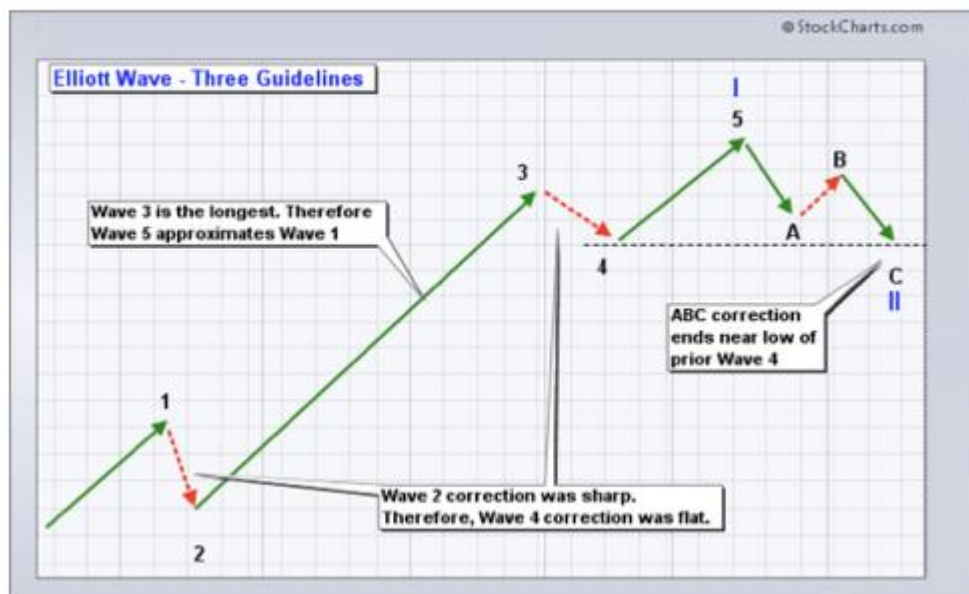 ©StockCharts.com
Elliott Wave - Three Guidelines
I
5
B
3
Wave 3 is the longest. Therefore
Wave 5 approximates Wave 1
A
4
C
II
ABC correction
ends near low of
prior Wave 4
1
Wave 2 correction was sharp.
Therefore, Wave 4 correction was flat.
2